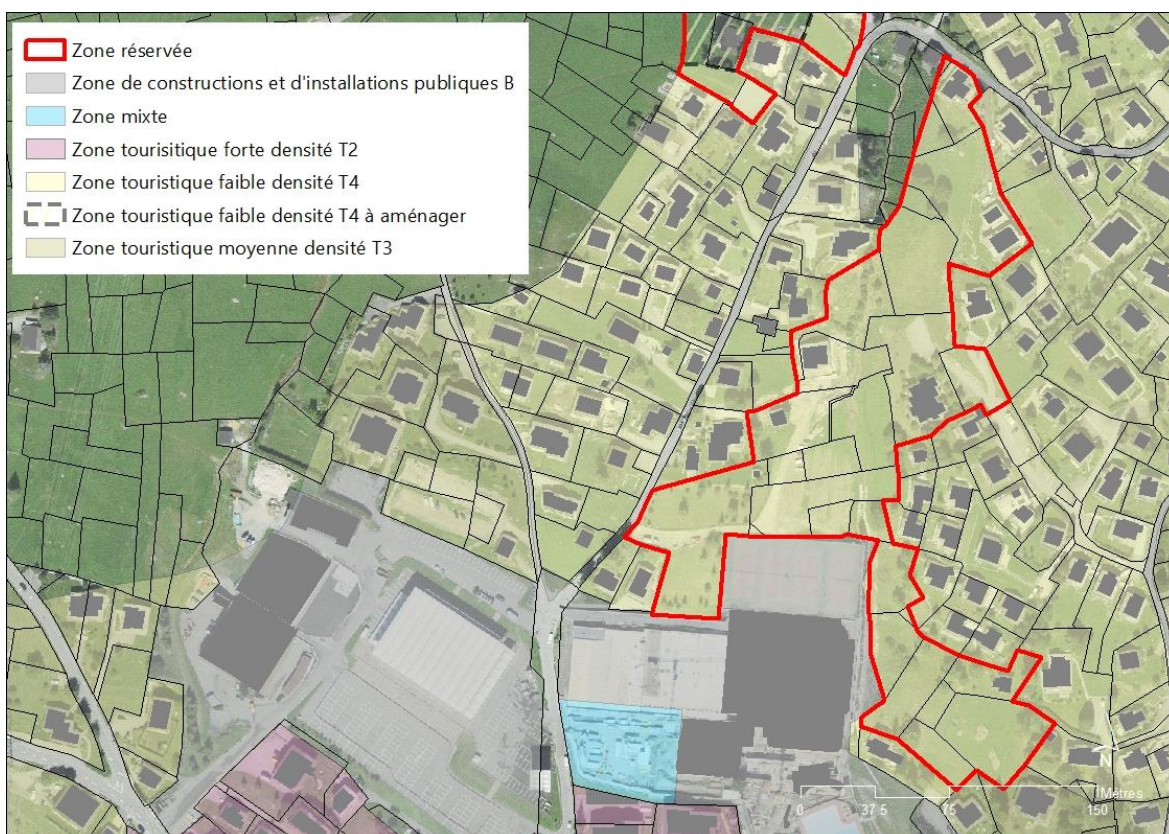 Zone réservée
Zone de constructions et d'installations publiques B
Zone mixte
Zone tourisitique forte densité T2
Zone touristique faible densité T4
Zone touristique faible densité T4 à aménager
Zone touristique moyenne densité T3
N
Mètres
0 37.5 75 150